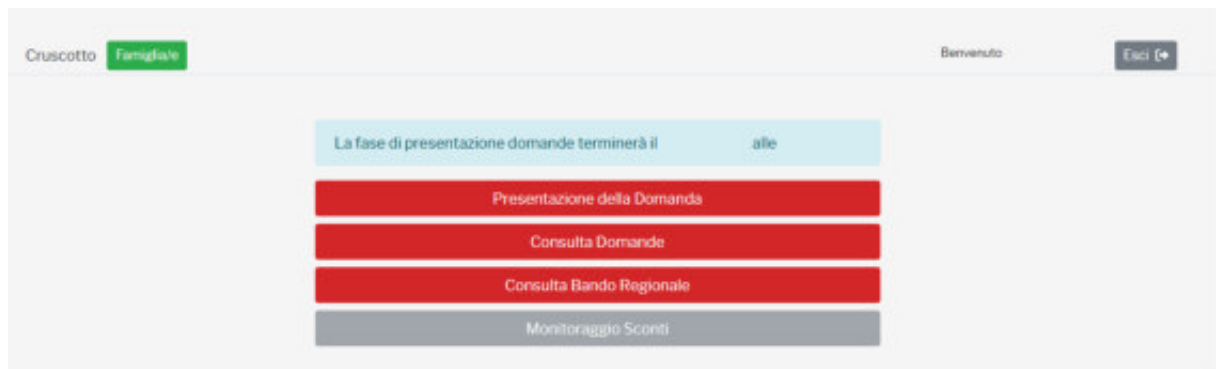 Cruscotto Famiglia/e Benvenuto Esci
La fase di presentazione domande terminerà il alle
Presentazione della Domanda
Consulta Domande
Consulta Bando Regionale
Monitoraggio Sconti